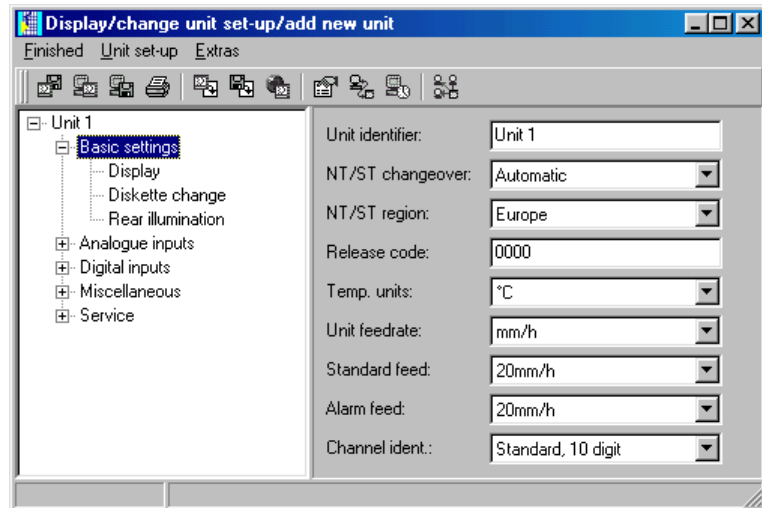 Display/change unit set-up/add new unit
Finished Unit set-up Extras
Unit 1
Basic settings
Display
Diskette change
Rear illumination
Analogue inputs
Digital inputs
Miscellaneous
Service
Unit identifier: Unit 1
NT/ST changeover: Automatic
NT/ST region: Europe
Release code: 0000
Temp. units: °C
Unit feedrate: mm/h
Standard feed: 20mm/h
Alarm feed: 20mm/h
Channel ident.: Standard, 10 digit